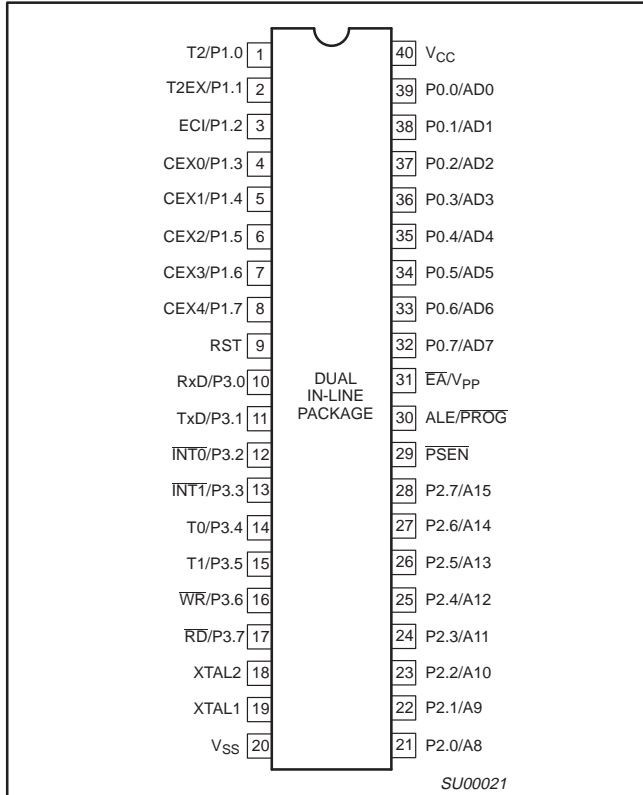 T2/P1.0 1
T2EX/P1.1 2
ECI/P1.2 3
CEX0/P1.3 4
CEX1/P1.4 5
CEX2/P1.5 6
CEX3/P1.6 7
CEX4/P1.7 8
RST 9
RxD/P3.0 10
TxD/P3.1 11
I̅N̅T̅0̅/P3.2 12
I̅N̅T̅1̅/P3.3 13
T0/P3.4 14
T1/P3.5 15
W̅R̅/P3.6 16
R̅D̅/P3.7 17
XTAL2 18
XTAL1 19
VSS 20
DUAL
IN-LINE
PACKAGE
40 VCC
39 P0.0/AD0
38 P0.1/AD1
37 P0.2/AD2
36 P0.3/AD3
35 P0.4/AD4
34 P0.5/AD5
33 P0.6/AD6
32 P0.7/AD7
31 E̅A̅/VPP
30 ALE/P̅R̅O̅G̅
29 P̅S̅E̅N̅
28 P2.7/A15
27 P2.6/A14
26 P2.5/A13
25 P2.4/A12
24 P2.3/A11
23 P2.2/A10
22 P2.1/A9
21 P2.0/A8
SU00021